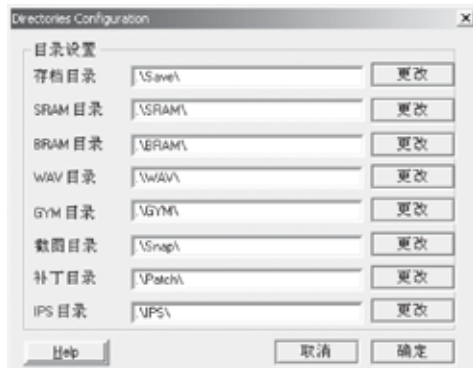 Directories Configuration
目录设置
存档目录 .\Save\ 更改
SRAM 目录 .\SRAM\ 更改
BRAM 目录 .\BRAM\ 更改
WAV 目录 .\WAV\ 更改
GYM 目录 .\GYM\ 更改
截图目录 .\Snap\ 更改
补丁目录 .\Patch\ 更改
IPS 目录 .\IPS\ 更改
Help 取消 确定